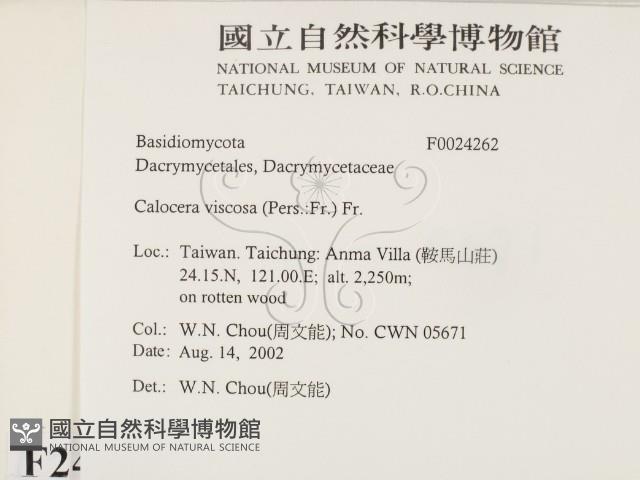 國立自然科學博物館
NATIONAL MUSEUM OF NATURAL SCIENCE
TAICHUNG, TAIWAN, R.O.CHINA
Basidiomycota F0024262
Dacrymycetales, Dacrymycetaceae
Calocera viscosa (Pers.:Fr.) Fr.
Loc.: Taiwan. Taichung: Anma Villa (鞍馬山莊)
24.15.N, 121.00.E; alt. 2,250m;
on rotten wood
Col.: W.N. Chou(周文能); No. CWN 05671
Date: Aug. 14, 2002
Det.: W.N. Chou(周文能)
國立自然科學博物館
NATIONAL MUSEUM OF NATURAL SCIENCE
F24